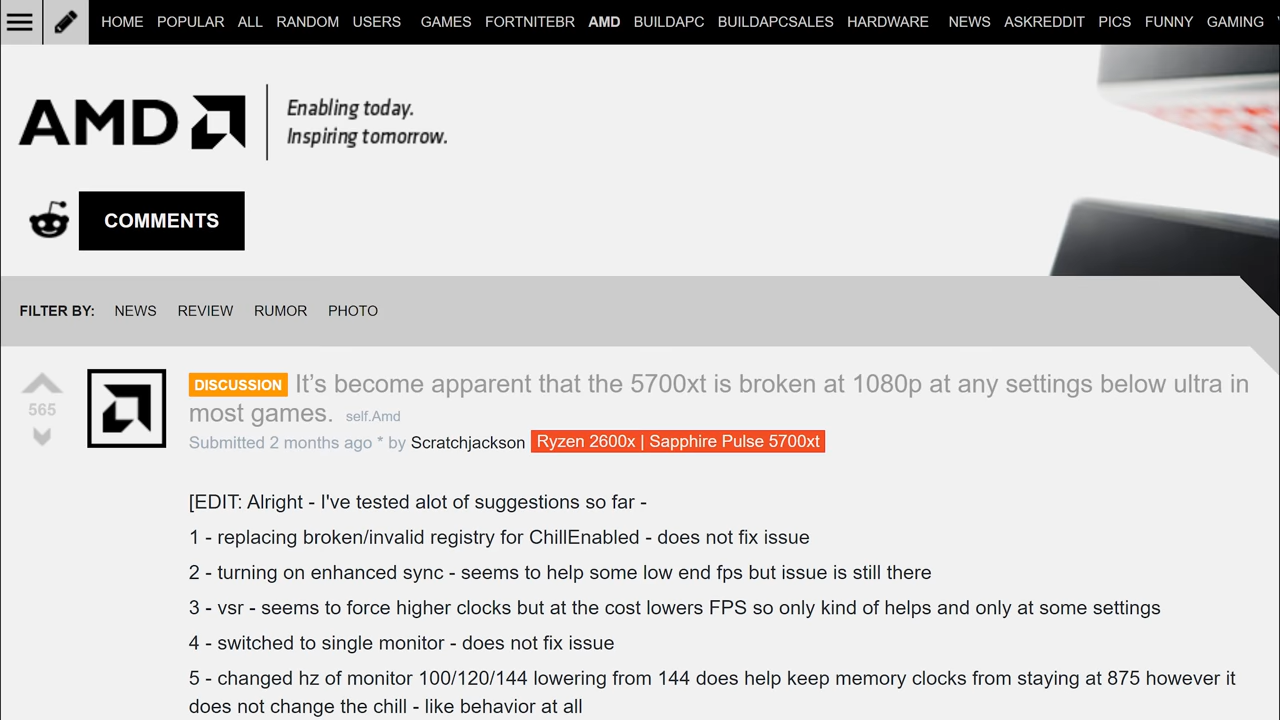 HOME POPULAR ALL RANDOM USERS GAMES FORTNITEBR AMD BUILDAPC BUILDAPCSALES HARDWARE NEWS ASKREDDIT PICS FUNNY GAMING
AMD
Enabling today.
Inspiring tomorrow.
COMMENTS
FILTER BY: NEWS REVIEW RUMOR PHOTO
565
DISCUSSION It’s become apparent that the 5700xt is broken at 1080p at any settings below ultra in
most games. self.Amd
Submitted 2 months ago * by Scratchjackson Ryzen 2600x | Sapphire Pulse 5700xt
[EDIT: Alright - I've tested alot of suggestions so far -
1 - replacing broken/invalid registry for ChillEnabled - does not fix issue
2 - turning on enhanced sync - seems to help some low end fps but issue is still there
3 - vsr - seems to force higher clocks but at the cost lowers FPS so only kind of helps and only at some settings
4 - switched to single monitor - does not fix issue
5 - changed hz of monitor 100/120/144 lowering from 144 does help keep memory clocks from staying at 875 however it
does not change the chill - like behavior at all